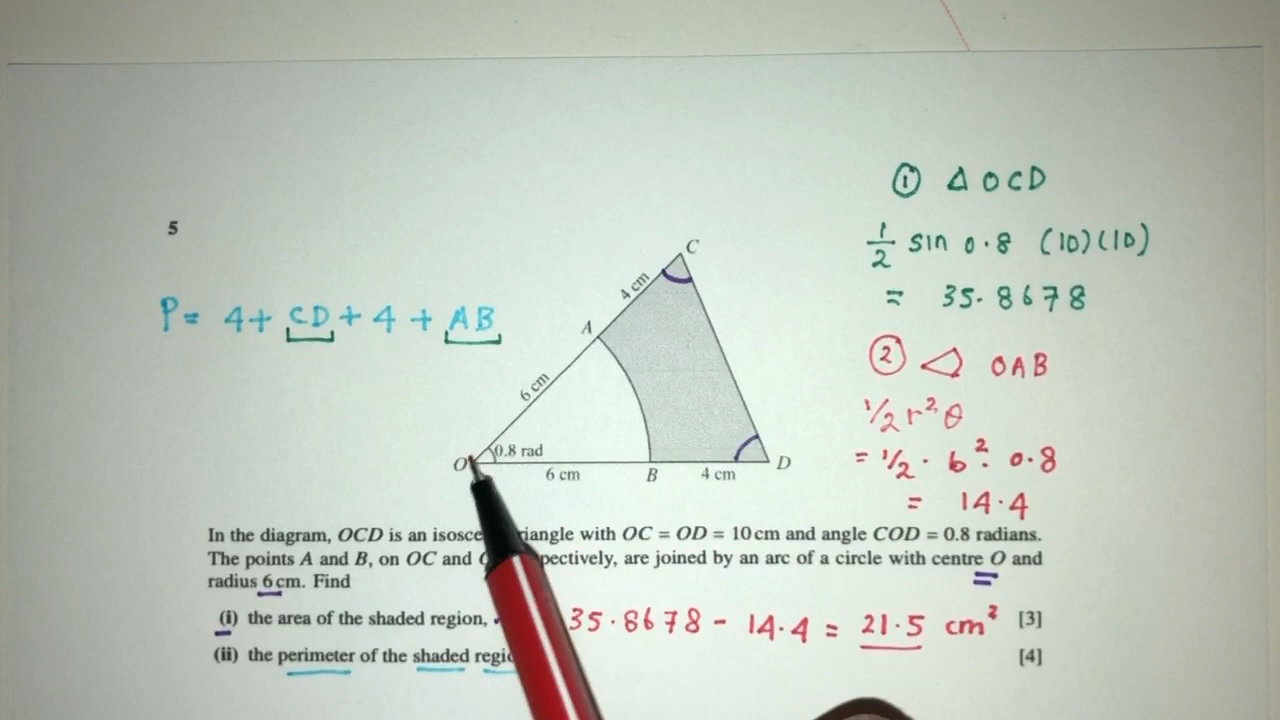 5
P = 4 + CD + 4 + AB
C
4 cm
A
6 cm
O
0.8 rad
6 cm
B
4 cm
D
① △ OCD
1/2 sin 0.8 (10)(10)
= 35.8678
② OAB
1/2 r² θ
= 1/2 · 6² · 0.8
= 14.4
In the diagram, OCD is an with OC = OD = 10 cm and angle COD = 0.8 radians.
The points A and B, on OC and are joined by an arc of a circle with centre O and
radius 6 cm. Find
(i) the area of the shaded region, 35.8678 - 14.4 = 21.5 cm² [3]
(ii) the perimeter of the shaded [4]